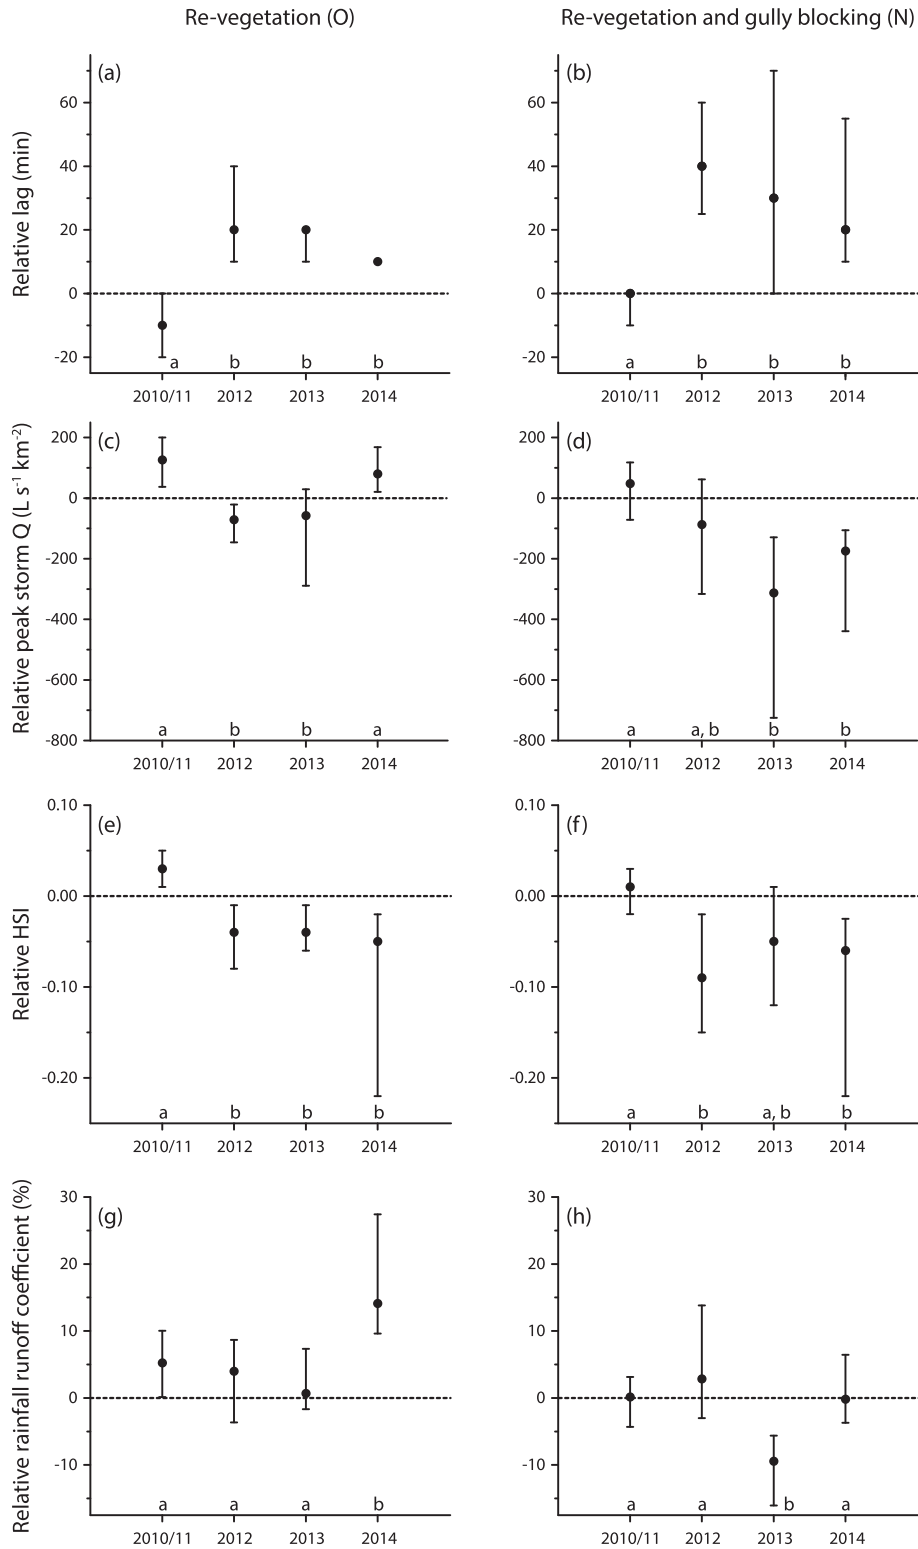 Re-vegetation (O)
Re-vegetation and gully blocking (N)
Relative lag (min)
(a)
60
40
20
0
-20
a b b b
2010/11 2012 2013 2014
(b)
60
40
20
0
-20
a b b b
2010/11 2012 2013 2014
Relative peak storm Q (L s⁻¹ km⁻²)
(c)
200
0
-200
-400
-600
-800
a b b a
2010/11 2012 2013 2014
(d)
200
0
-200
-400
-600
-800
a a, b b b
2010/11 2012 2013 2014
Relative HSI
(e)
0.10
0.00
-0.10
-0.20
a b b b
2010/11 2012 2013 2014
(f)
0.10
0.00
-0.10
-0.20
a b a, b b
2010/11 2012 2013 2014
Relative rainfall runoff coefficient (%)
(g)
30
20
10
0
-10
a a a b
2010/11 2012 2013 2014
(h)
30
20
10
0
-10
a a b a
2010/11 2012 2013 2014